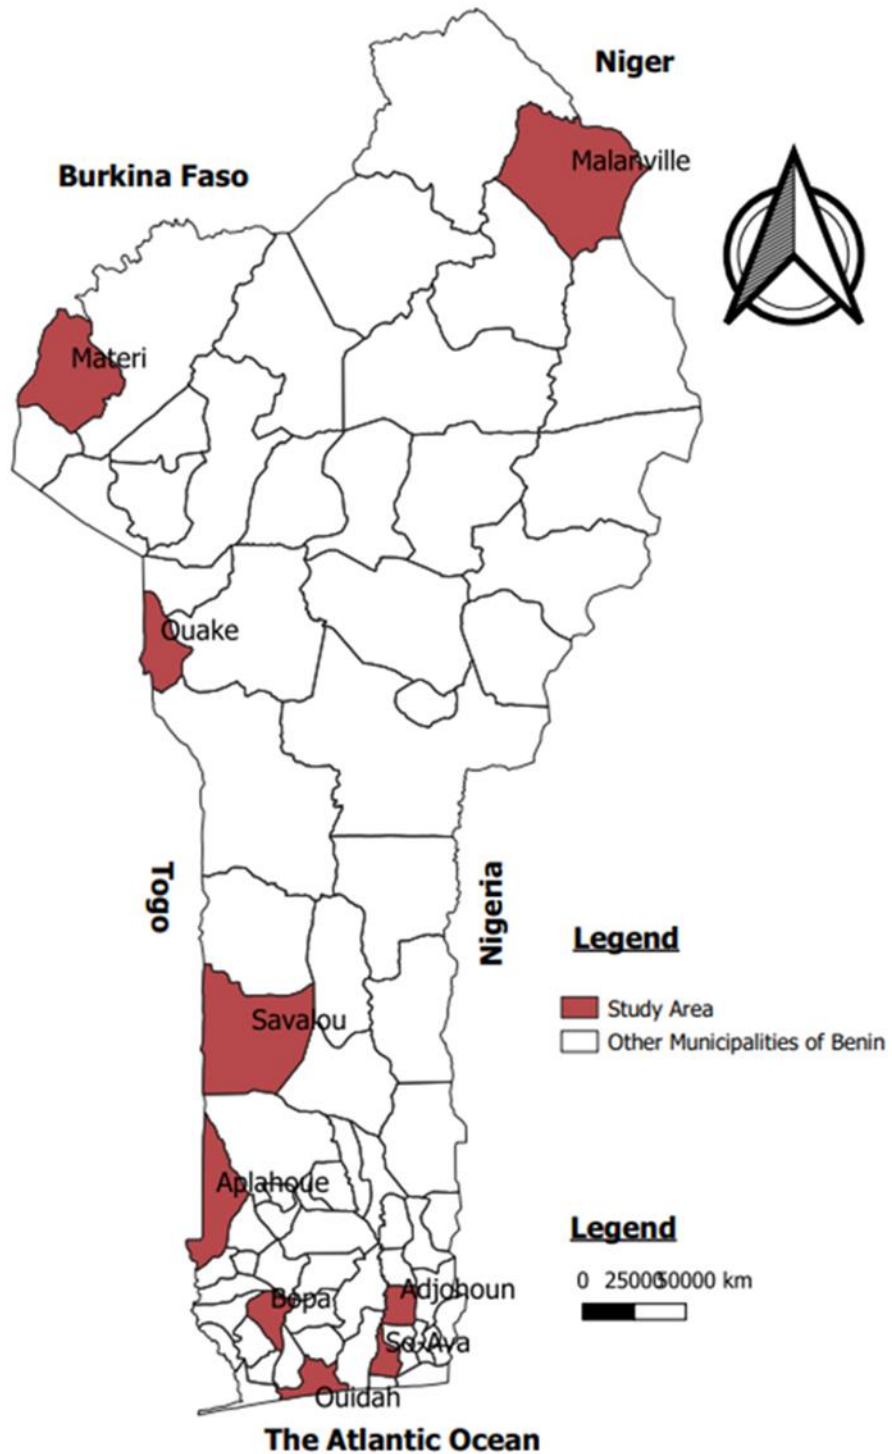 Niger
Malanville
Burkina Faso
Materi
Ouake
Togo
Nigeria
Legend
Study Area
Other Municipalities of Benin
Savalou
Aplahoue
Legend
0 25000 50000 km
Bopa
Adjohoun
So-Ava
Ouidah
The Atlantic Ocean